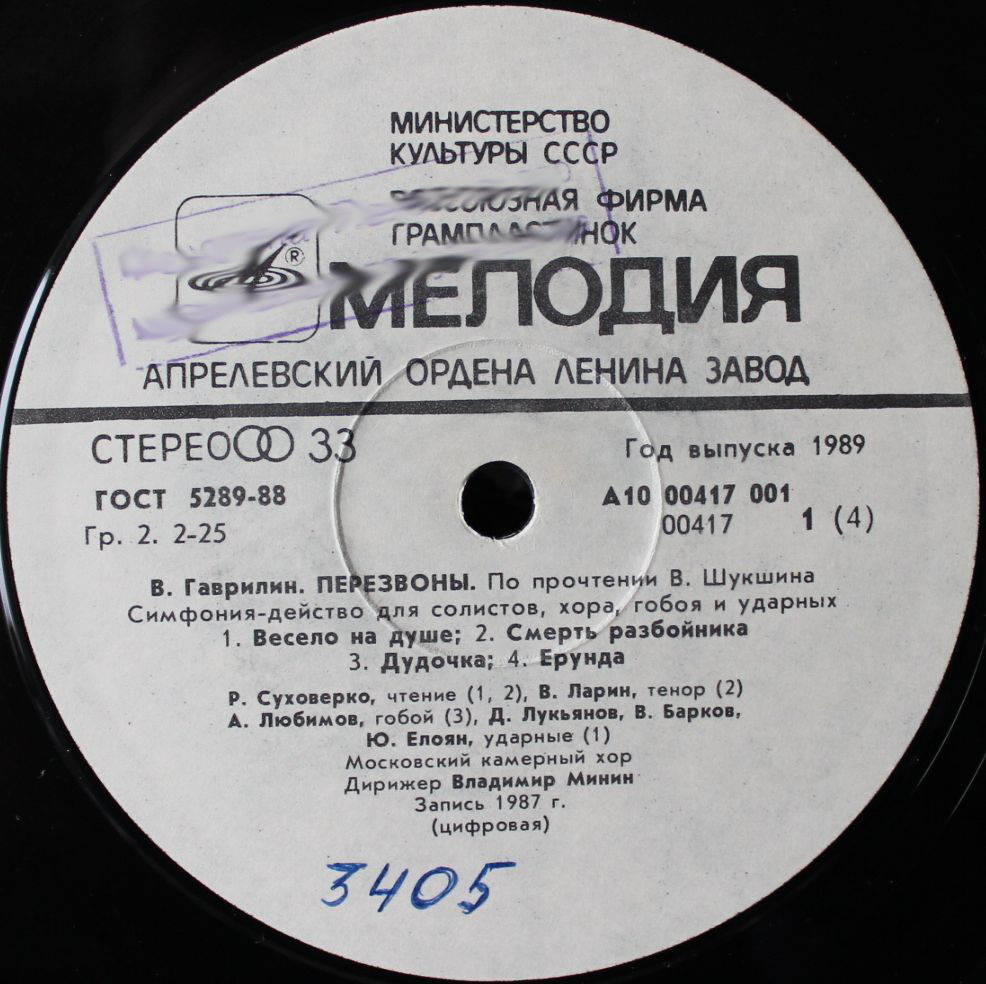 МИНИСТЕРСТВО
КУЛЬТУРЫ СССР
ФИРМА
МЕЛОДИЯ
®
АПРЕЛЕВСКИЙ ОРДЕНА ЛЕНИНА ЗАВОД
СТЕРЕО 33
Год выпуска 1989
ГОСТ 5289-88
А10 00417 001
Гр. 2. 2-25
00417
1 (4)
В. Гаврилин. ПЕРЕЗВОНЫ. По прочтении В. Шукшина
Симфония-действо для солистов, хора, гобоя и ударных
1. Весело на душе; 2. Смерть разбойника
3. Дудочка; 4. Ерунда
Р. Суховерко, чтение (1, 2), В. Ларин, тенор (2)
А. Любимов, гобой (3), Д. Лукьянов, В. Барков,
Ю. Елоян, ударные (1)
Московский камерный хор
Дирижер Владимир Минин
Запись 1987 г.
(цифровая)
3405